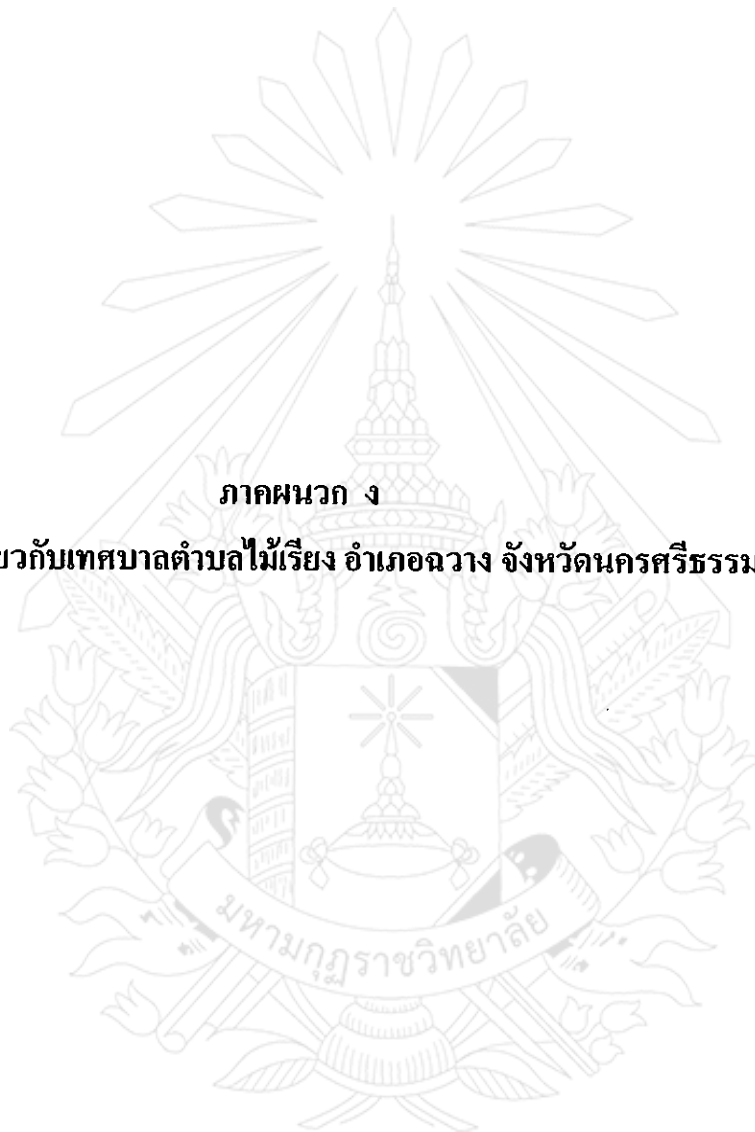 ภาคผนวก ง
ยวกับเทศบาลตำบลไม้เรียง อำเภอฉวาง จังหวัดนครศรีธรรม
มหามกุฏราชวิทยาลัย